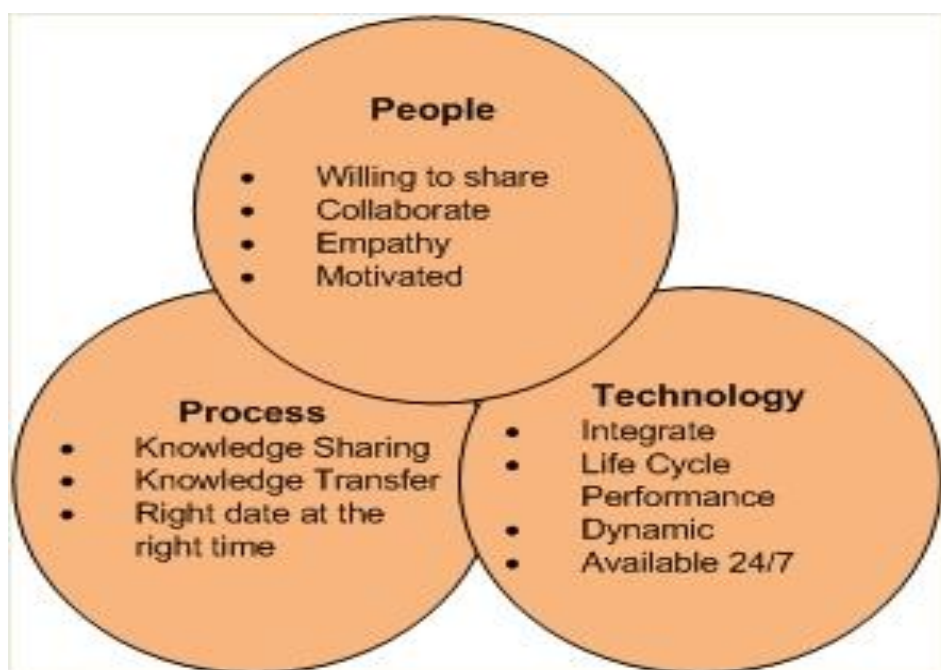 People
• Willing to share
• Collaborate
• Empathy
• Motivated
Process
• Knowledge Sharing
• Knowledge Transfer
• Right date at the
right time
Technology
• Integrate
• Life Cycle
Performance
• Dynamic
• Available 24/7